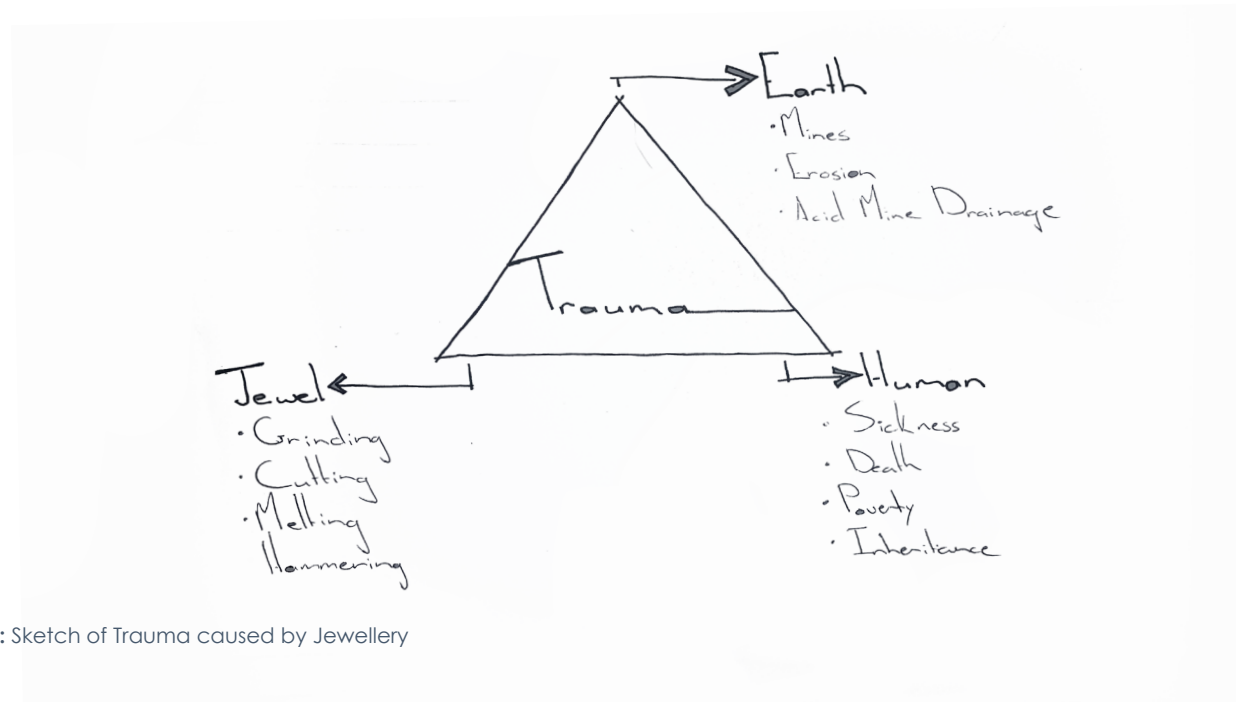 Earth
· Mines
· Erosion
· Acid Mine Drainage
Trauma
Jewel
· Grinding
· Cutting
· Melting
Hammering
Human
· Sickness
· Death
· Poverty
· Inheritance
: Sketch of Trauma caused by Jewellery